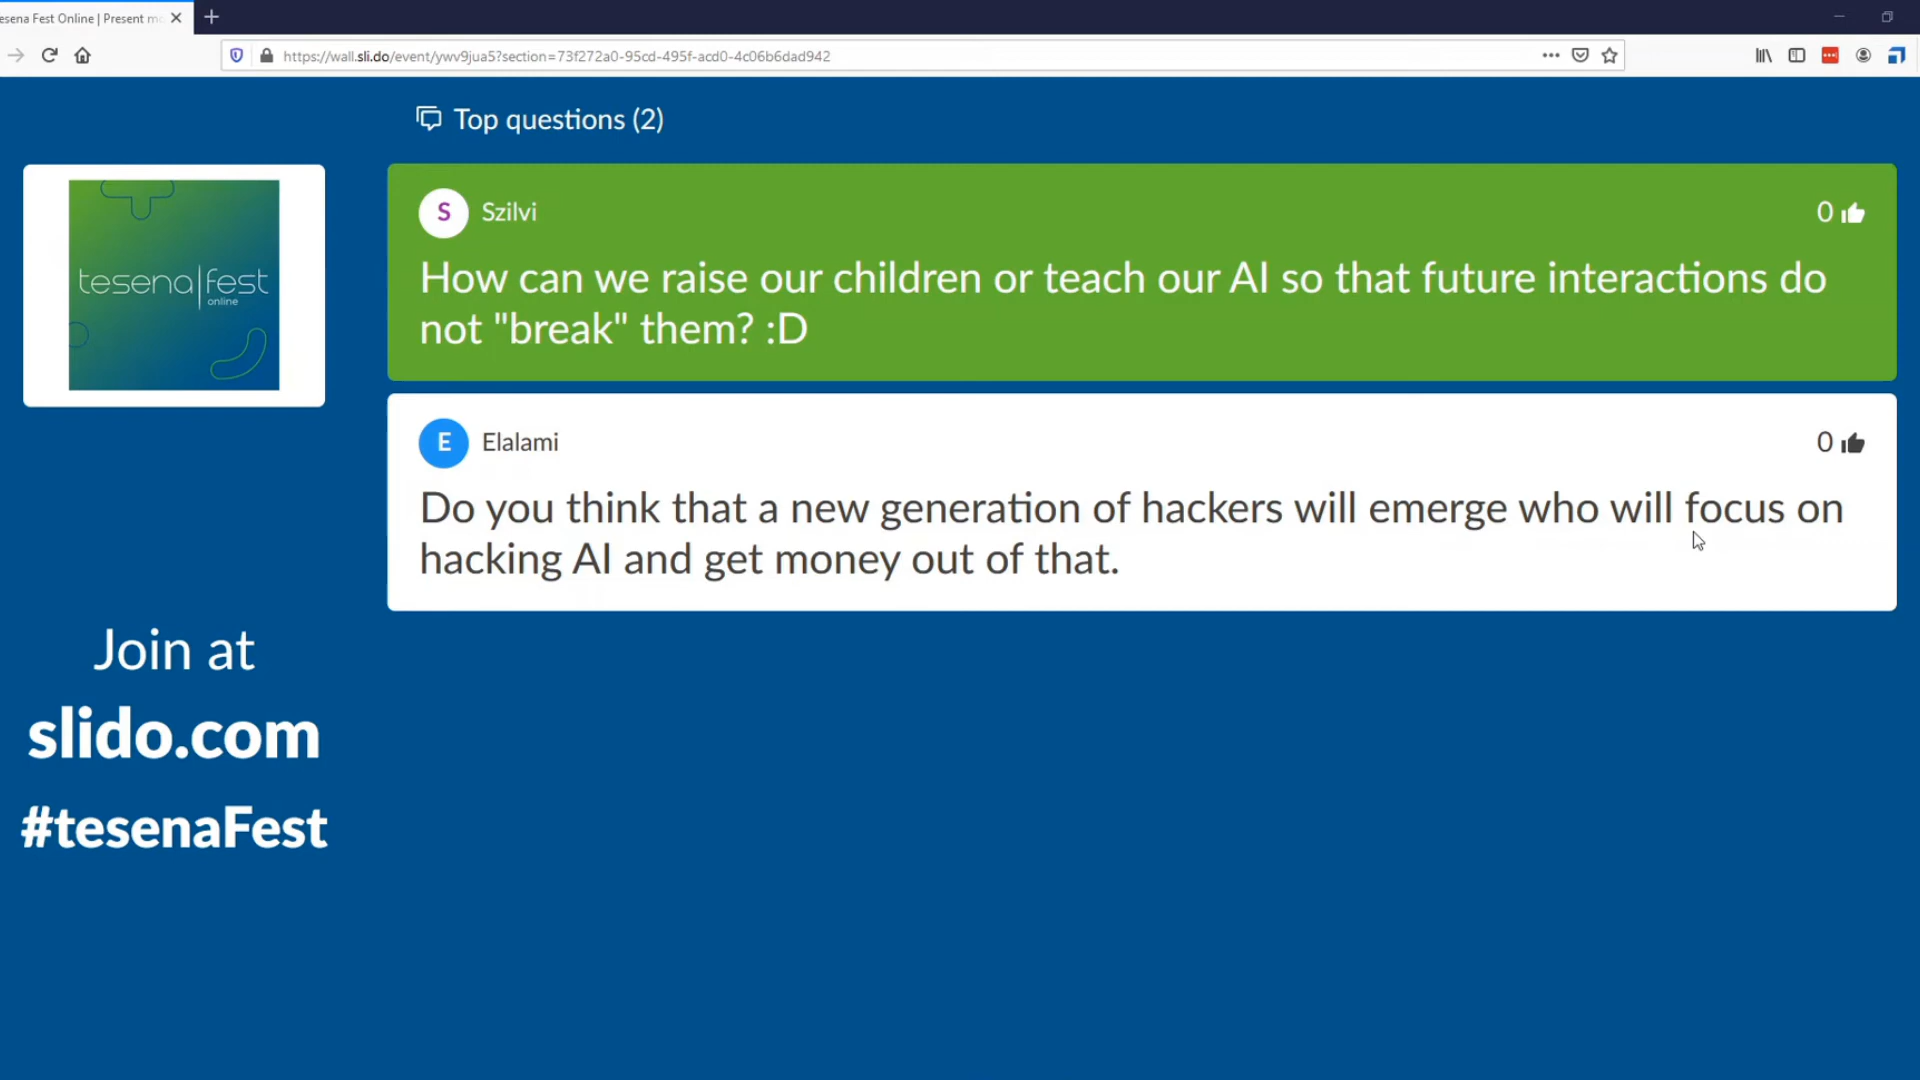 esena Fest Online | Present mo
https://wall.sli.do/event/ywv9jua5?section=73f272a0-95cd-495f-acd0-4c06b6dad942
Top questions (2)
tesena|fest
online
S
Szilvi
0
How can we raise our children or teach our AI so that future interactions do
not "break" them? :D
E
Elalami
0
Do you think that a new generation of hackers will emerge who will focus on
hacking AI and get money out of that.
Join at
slido.com
#tesenaFest